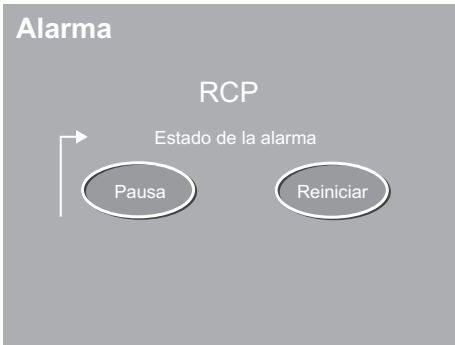 Alarma
RCP
Estado de la alarma
Pausa
Reiniciar